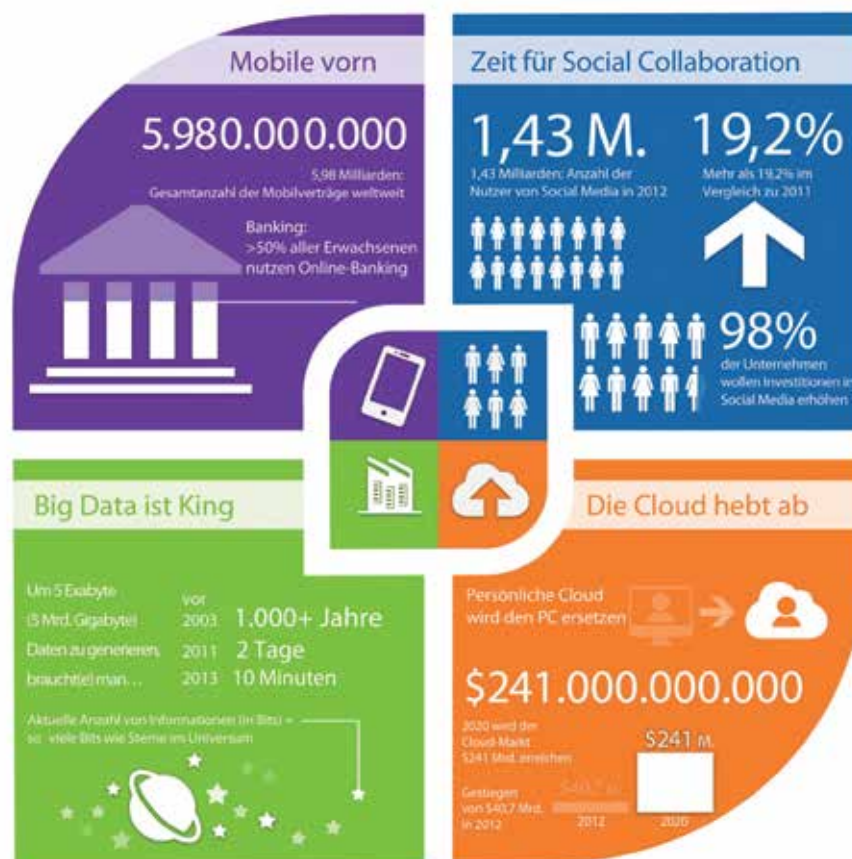 Mobile vorn
5.980.000.000
5,98 Milliarden:
Gesamtanzahl der Mobilverträge weltweit
Banking:
>50% aller Erwachsenen
nutzen Online-Banking
Zeit für Social Collaboration
1,43 M.
1,43 Milliarden: Anzahl der
Nutzer von Social Media in 2012
19,2%
Mehr als 19,2% im
Vergleich zu 2011
98%
der Unternehmen
wollen Investitionen in
Social Media erhöhen
Big Data ist King
Um 5 Exabyte
(5 Mrd. Gigabyte)
Daten zu generieren,
brauch(te) man…
vor
2003 1.000+ Jahre
2011 2 Tage
2013 10 Minuten
Aktuelle Anzahl von Informationen (in Bits) =
so viele Bits wie Sterne im Universum
Die Cloud hebt ab
Persönliche Cloud
wird den PC ersetzen
$241.000.000.000
2020 wird der
Cloud-Markt
$241 Mrd. erreichen
Gestiegen
von $40,7 Mrd.
in 2012
$40,7 M.
2012
$241 M.
2020